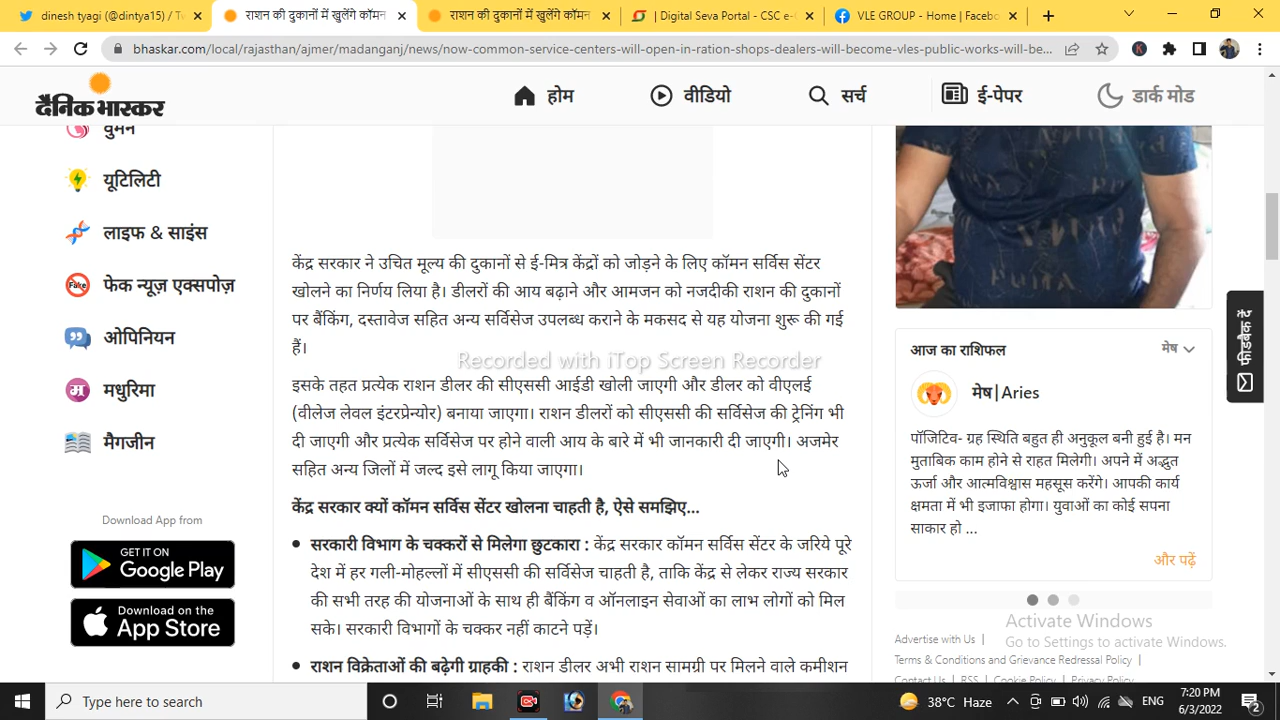 dinesh tyagi (@dintya15) / Tw
राशन की दुकानों में खुलेंगे कॉमन
राशन की दुकानों में खुलेंगे कॉमन
| Digital Seva Portal - CSC e-
VLE GROUP - Home | Facebo
bhaskar.com/local/rajasthan/ajmer/madanganj/news/now-common-service-centers-will-open-in-ration-shops-dealers-will-become-vles-public-works-will-be...
दैनिक भास्कर
होम
वीडियो
सर्च
ई-पेपर
डार्क मोड
वुमन
यूटिलिटी
लाइफ & साइंस
फेक न्यूज़ एक्सपोज़
ओपिनियन
मधुरिमा
मैगजीन
Download App from
GET IT ON
Google Play
Download on the
App Store
केंद्र सरकार ने उचित मूल्य की दुकानों से ई-मित्र केंद्रों को जोड़ने के लिए कॉमन सर्विस सेंटर
खोलने का निर्णय लिया है। डीलरों की आय बढ़ाने और आमजन को नजदीकी राशन की दुकानों
पर बैंकिंग, दस्तावेज सहित अन्य सर्विसेज उपलब्ध कराने के मकसद से यह योजना शुरू की गई
हैं।
Recorded with iTop Screen Recorder
इसके तहत प्रत्येक राशन डीलर की सीएससी आईडी खोली जाएगी और डीलर को वीएलई
(वीलेज लेवल इंटरप्रेन्योर) बनाया जाएगा। राशन डीलरों को सीएससी की सर्विसेज की ट्रेनिंग भी
दी जाएगी और प्रत्येक सर्विसेज पर होने वाली आय के बारे में भी जानकारी दी जाएगी। अजमेर
सहित अन्य जिलों में जल्द इसे लागू किया जाएगा।
केंद्र सरकार क्यों कॉमन सर्विस सेंटर खोलना चाहती है, ऐसे समझिए...
सरकारी विभाग के चक्करों से मिलेगा छुटकारा : केंद्र सरकार कॉमन सर्विस सेंटर के जरिये पूरे
देश में हर गली-मोहल्लों में सीएससी की सर्विसेज चाहती है, ताकि केंद्र से लेकर राज्य सरकार
की सभी तरह की योजनाओं के साथ ही बैंकिंग व ऑनलाइन सेवाओं का लाभ लोगों को मिल
सके। सरकारी विभागों के चक्कर नहीं काटने पड़ें।
राशन विक्रेताओं की बढ़ेगी ग्राहकी : राशन डीलर अभी राशन सामग्री पर मिलने वाले कमीशन
PUMA
फीडबैक दें
आज का राशिफल
मेष
मेष|Aries
पॉजिटिव- ग्रह स्थिति बहुत ही अनुकूल बनी हुई है। मन
मुताबिक काम होने से राहत मिलेगी। अपने में अद्भुत
ऊर्जा और आत्मविश्वास महसूस करेंगे। आपकी कार्य
क्षमता में भी इजाफा होगा। युवाओं का कोई सपना
साकार हो ...
और पढ़ें
Activate Windows
Go to Settings to activate Windows.
Advertise with Us |
Terms & Conditions and Grievance Redressal Policy |
Contact Us | RSS | Cookie Policy | Privacy Policy
Type here to search
38°C Haze
ENG
7:20 PM
6/3/2022
2